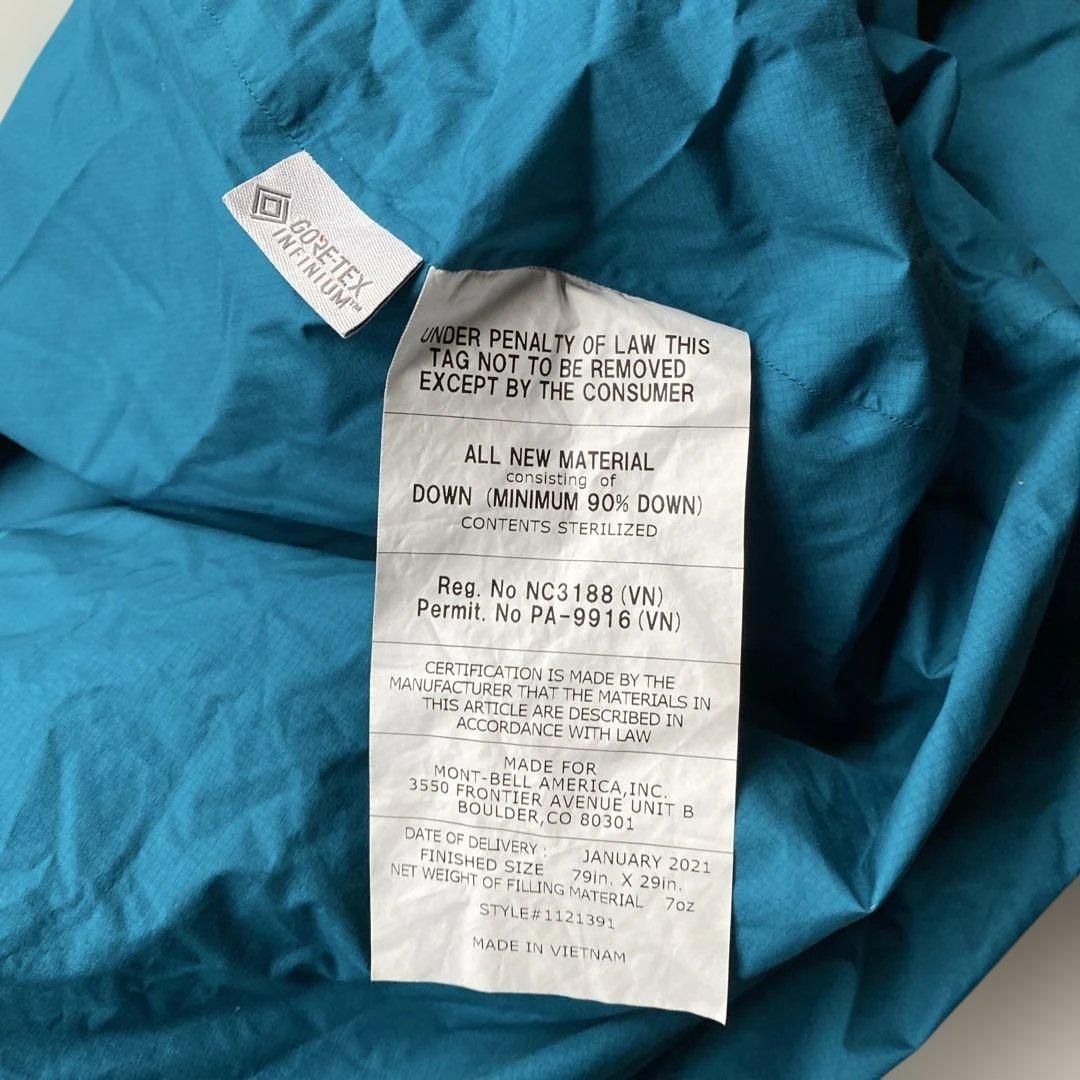 GORE-TEX
INFINIUM™
UNDER PENALTY OF LAW THIS
TAG NOT TO BE REMOVED
EXCEPT BY THE CONSUMER
ALL NEW MATERIAL
consisting of
DOWN (MINIMUM 90% DOWN)
CONTENTS STERILIZED
Reg. No NC3188 (VN)
Permit. No PA-9916 (VN)
CERTIFICATION IS MADE BY THE
MANUFACTURER THAT THE MATERIALS IN
THIS ARTICLE ARE DESCRIBED IN
ACCORDANCE WITH LAW
MADE FOR
MONT-BELL AMERICA,INC.
3550 FRONTIER AVENUE UNIT B
BOULDER,CO 80301
DATE OF DELIVERY : JANUARY 2021
FINISHED SIZE 79in. X 29in.
NET WEIGHT OF FILLING MATERIAL 7oz
STYLE#1121391
MADE IN VIETNAM